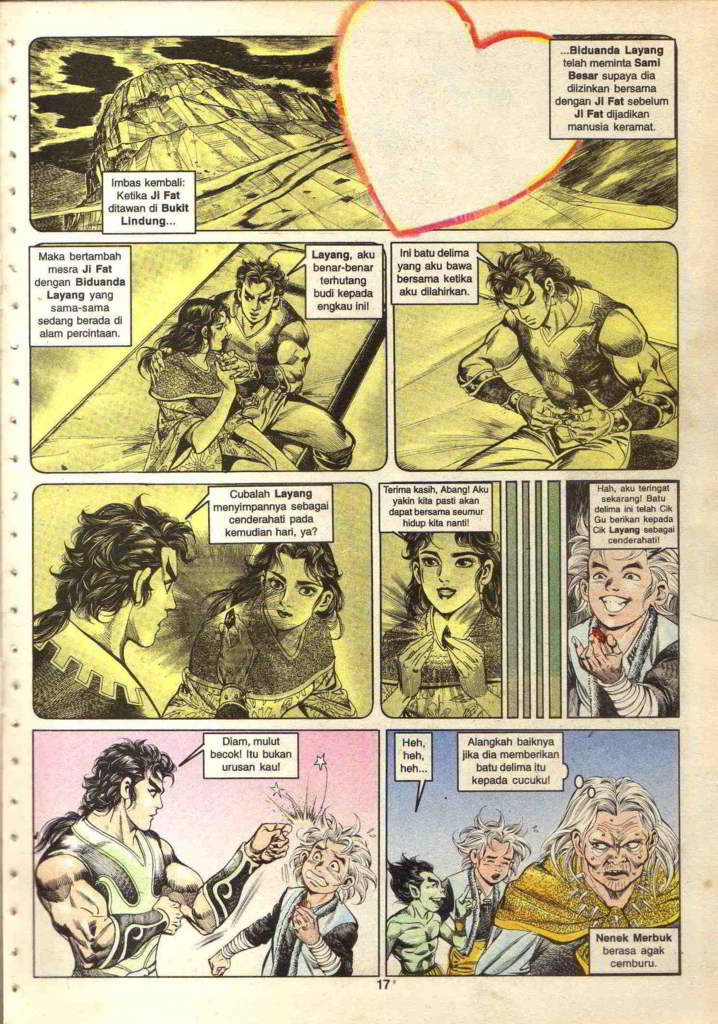 ...Biduanda Layang
telah meminta Sami
Besar supaya dia
diizinkan bersama
dengan Ji Fat sebelum
Ji Fat dijadikan
manusia keramat.
Imbas kembali:
Ketika Ji Fat
ditawan di Bukit
Lindung...
Maka bertambah
mesra Ji Fat
dengan Biduanda
Layang yang
sama-sama
sedang berada di
alam percintaan.
Layang, aku
benar-benar
terhutang
budi kepada
engkau ini!
Ini batu delima
yang aku bawa
bersama ketika
aku dilahirkan.
Cubalah Layang
menyimpannya sebagai
cenderahati pada
kemudian hari, ya?
Terima kasih, Abang! Aku
yakin kita pasti akan
dapat bersama seumur
hidup kita nanti!
Hah, aku teringat
sekarang! Batu
delima ini telah Cik
Gu berikan kepada
Cik Layang sebagai
cenderahati!
Diam, mulut
becok! Itu bukan
urusan kau!
Heh,
heh,
heh...
Alangkah baiknya
jika dia memberikan
batu delima itu
kepada cucuku!
Nenek Merbuk
berasa agak
cemburu.
17